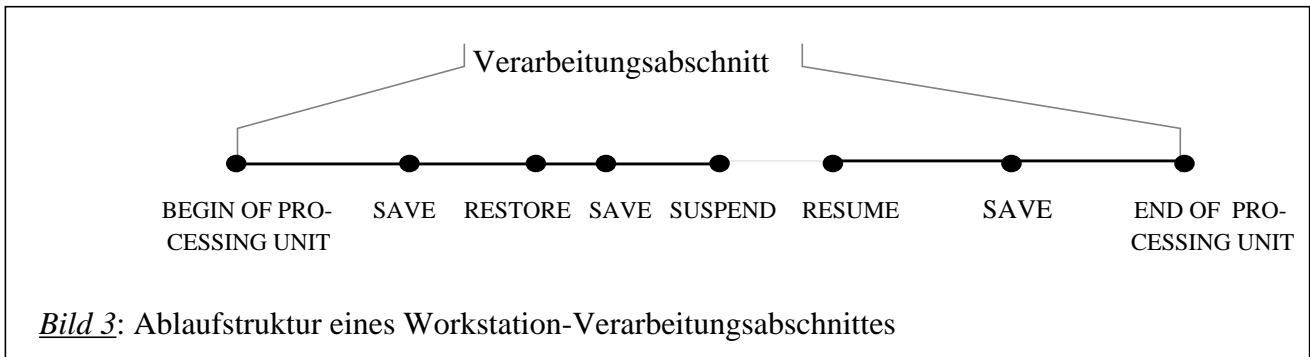 Verarbeitungsabschnitt
BEGIN OF PRO- SAVE RESTORE SAVE SUSPEND RESUME SAVE END OF PRO-
CESSING UNIT CESSING UNIT
Bild 3: Ablaufstruktur eines Workstation-Verarbeitungsabschnittes